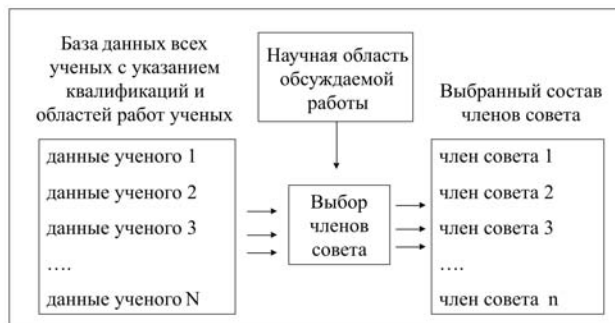 База данных всех
ученых с указанием
квалификаций и
областей работ ученых
данные ученого 1
данные ученого 2
данные ученого 3
....
данные ученого N
Научная область
обсуждаемой
работы
Выбор
членов
совета
Выбранный состав
членов совета
член совета 1
член совета 2
член совета 3
....
член совета n